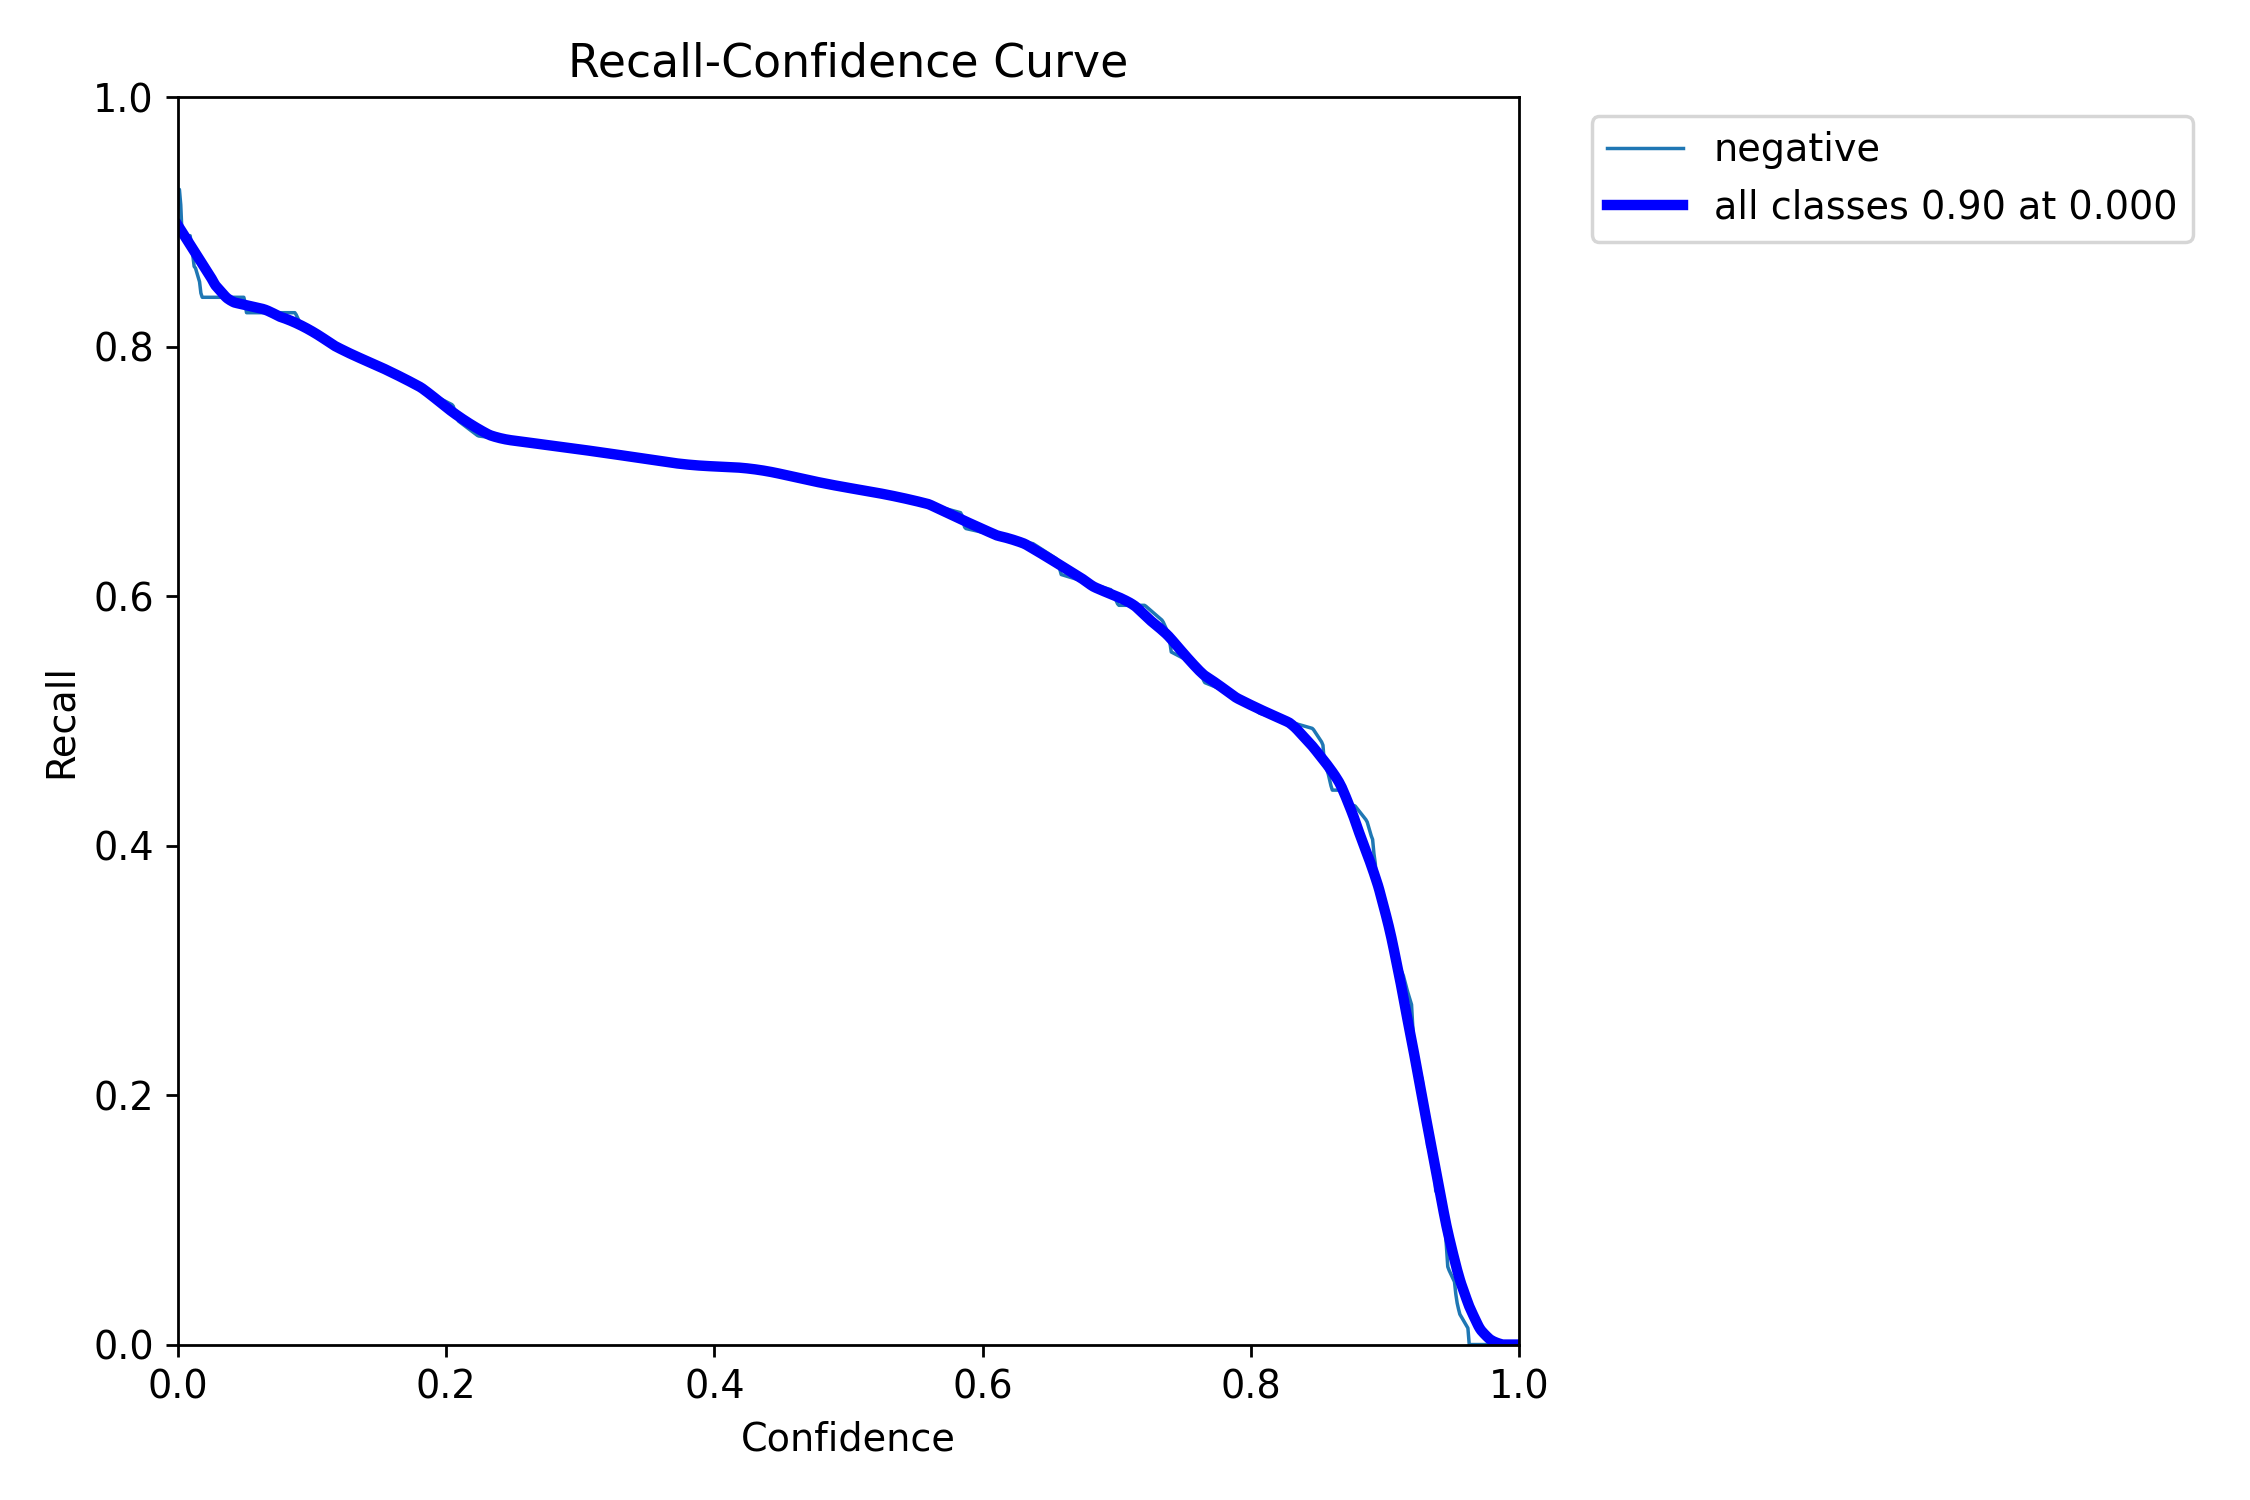 Recall-Confidence Curve
negative
all classes 0.90 at 0.000
Recall
1.0
0.8
0.6
0.4
0.2
0.0
0.0 0.2 0.4 0.6 0.8 1.0
Confidence